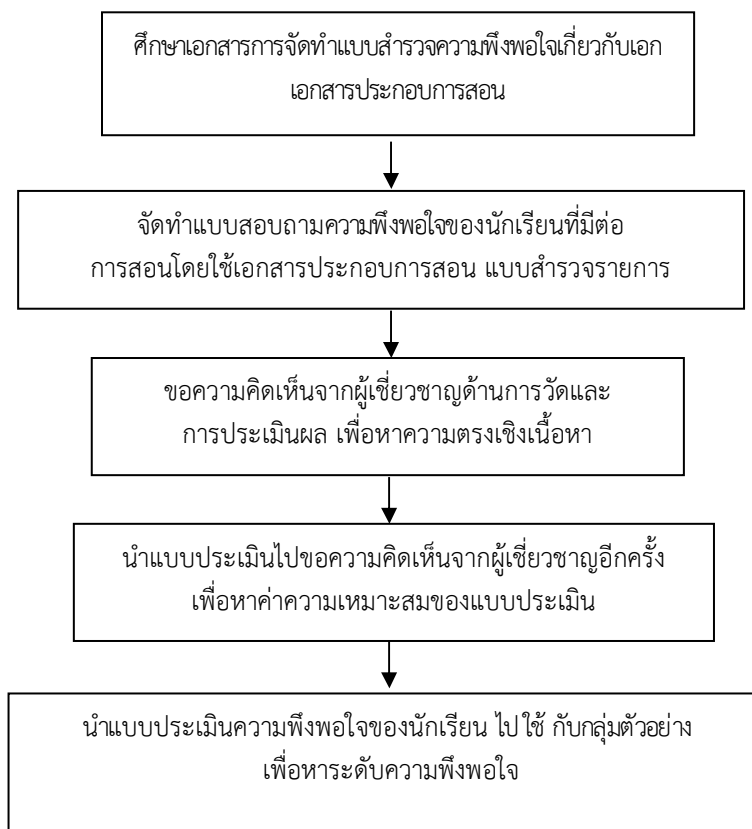 ศึกษาเอกสารการจัดทำแบบสำรวจความพึงพอใจเกี่ยวกับเอก
เอกสารประกอบการสอน
จัดทำแบบสอบถามความพึงพอใจของนักเรียนที่มีต่อ
การสอนโดยใช้เอกสารประกอบการสอน แบบสำรวจรายการ
ขอความคิดเห็นจากผู้เชี่ยวชาญด้านการวัดและ
การประเมินผล เพื่อหาความตรงเชิงเนื้อหา
นำแบบประเมินไปขอความคิดเห็นจากผู้เชี่ยวชาญอีกครั้ง
เพื่อหาค่าความเหมาะสมของแบบประเมิน
นำแบบประเมินความพึงพอใจของนักเรียน ไปใช้ กับกลุ่มตัวอย่าง
เพื่อหาระดับความพึงพอใจ